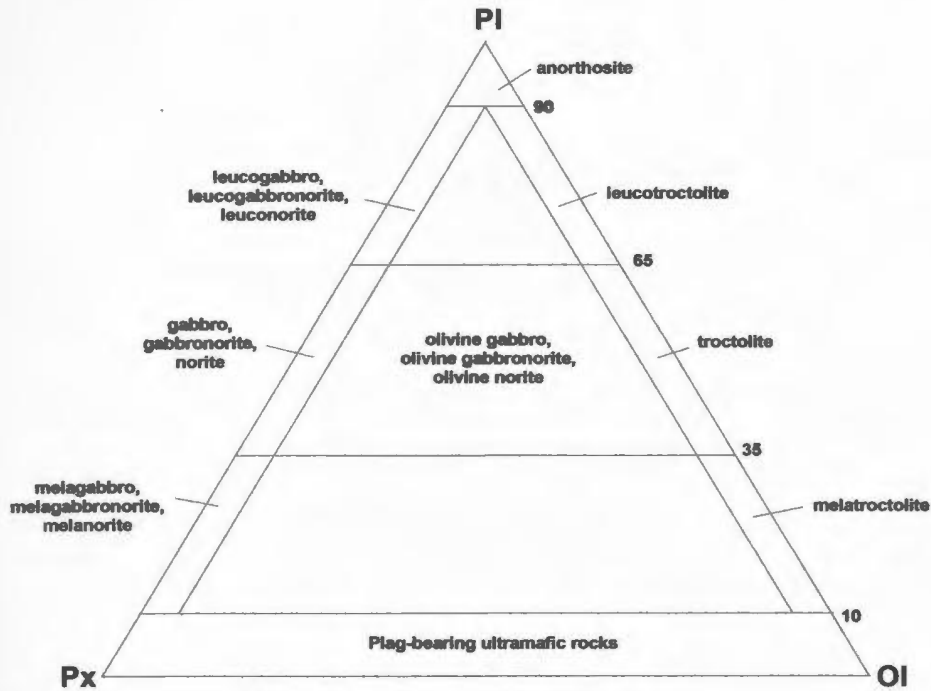 Pl
anorthosite
90
leucogabbro,
leucogabbronorite,
leuconorite
leucotroctolite
65
gabbro,
gabbronorite,
norite
olivine gabbro,
olivine gabbronorite,
olivine norite
troctolite
35
melagabbro,
melagabbronorite,
melanorite
melatroctolite
10
Plag-bearing ultramafic rocks
Px
Ol